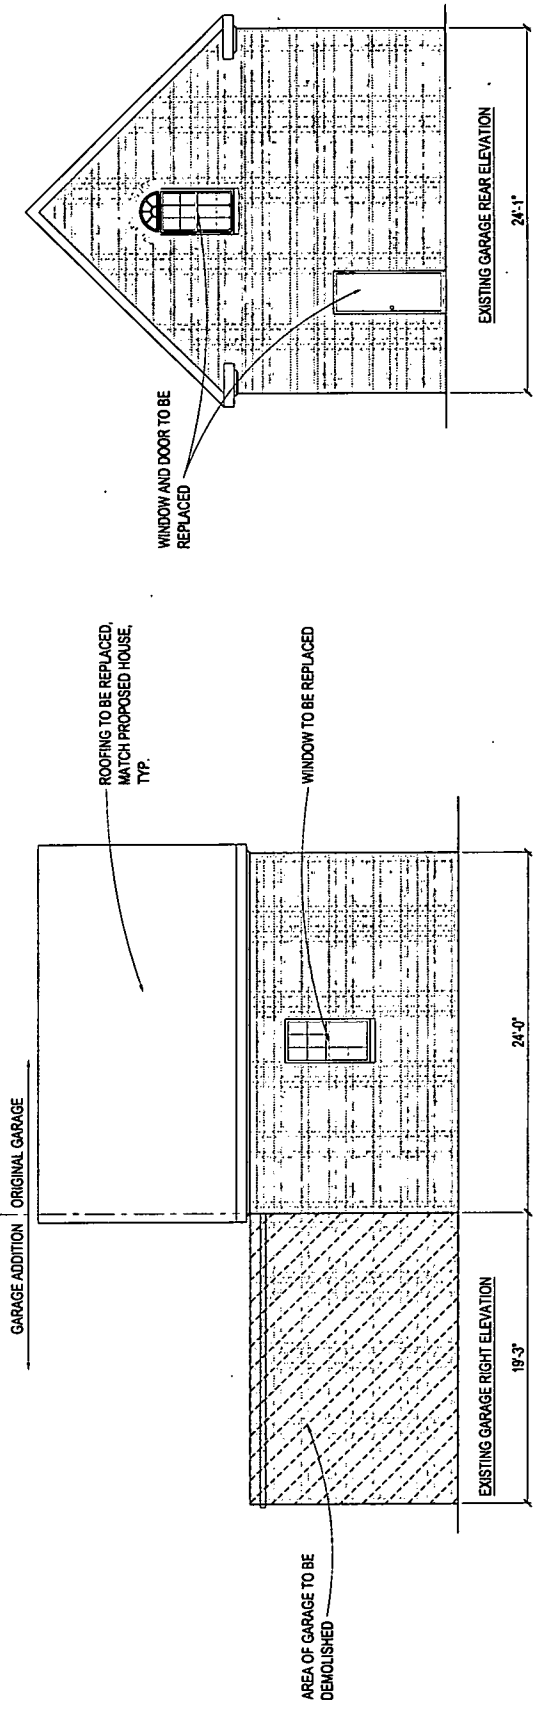 GARAGE ADDITION
ORIGINAL GARAGE
ROOFING TO BE REPLACED,
MATCH PROPOSED HOUSE,
TYP.
WINDOW TO BE REPLACED
AREA OF GARAGE TO BE
DEMOLISHED
EXISTING GARAGE RIGHT ELEVATION
19'-3"
24'-0"
WINDOW AND DOOR TO BE
REPLACED
EXISTING GARAGE REAR ELEVATION
24'-1"